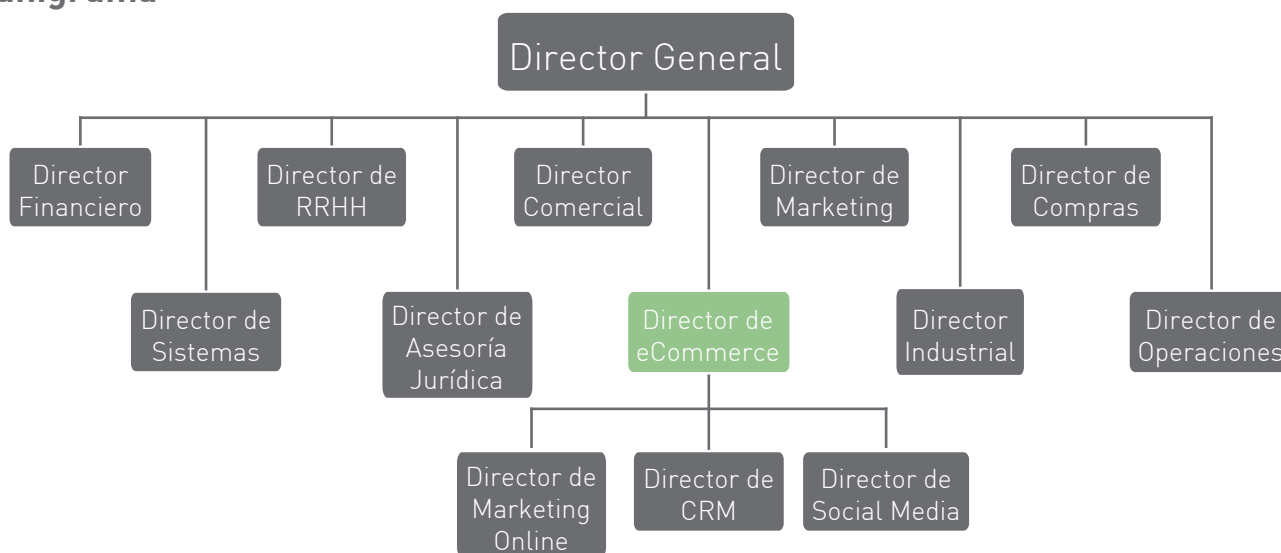 Director General
Director
Financiero
Director de
RRHH
Director
Comercial
Director de
Marketing
Director de
Compras
Director de
Sistemas
Director de
Asesoría
Jurídica
Director de
eCommerce
Director
Industrial
Director de
Operaciones
Director de
Marketing
Online
Director de
CRM
Director de
Social Media